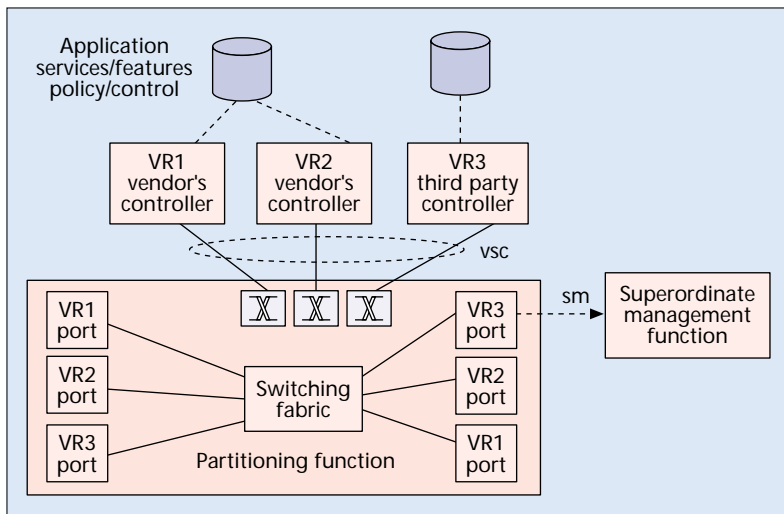 Application
services/features
policy/control
VR1
vendor's
controller
VR2
vendor's
controller
VR3
third party
controller
vsc
VR1
port
VR2
port
VR3
port
Switching
fabric
Partitioning function
VR3
port
VR2
port
VR1
port
sm
Superordinate
management
function